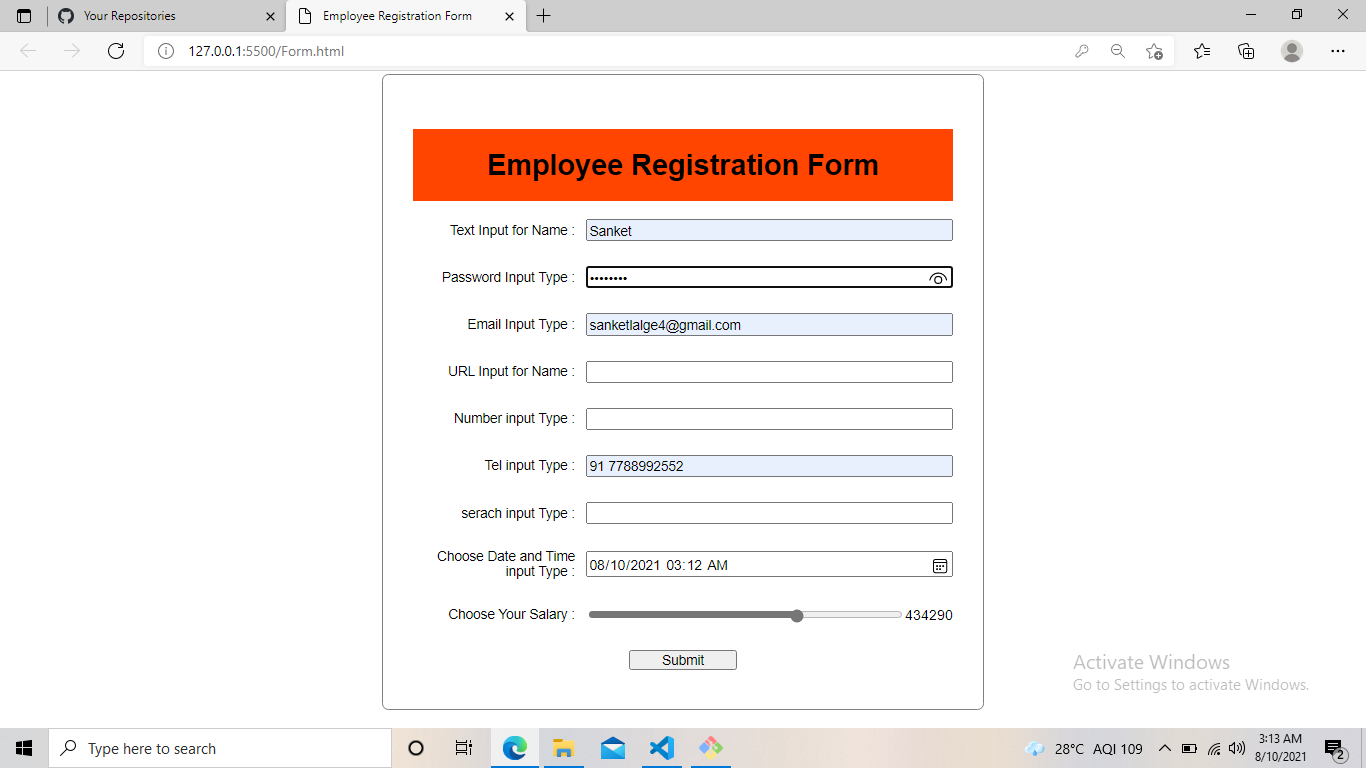 Your Repositories
Employee Registration Form
127.0.0.1:5500/Form.html
Employee Registration Form
Text Input for Name : Sanket
Password Input Type : ••••••••
Email Input Type : sanketlalge4@gmail.com
URL Input for Name :
Number input Type :
Tel input Type : 91 7788992552
serach input Type :
Choose Date and Time
input Type : 08/10/2021 03:12 AM
Choose Your Salary : 434290
Submit
Activate Windows
Go to Settings to activate Windows.
Type here to search
28°C AQI 109
3:13 AM
8/10/2021
2